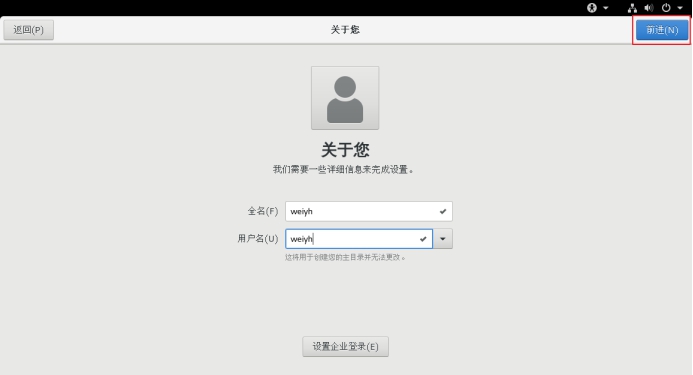 返回(P)
关于您
前进(N)
关于您
我们需要一些详细信息来完成设置。
全名(F)
weiyh
用户名(U)
weiyh
这将用于创建您的主目录并无法更改。
设置企业登录(E)